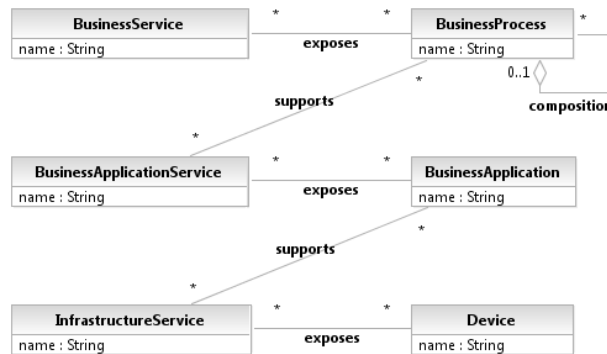 BusinessService * * BusinessProcess *
name : String exposes name : String
0..1
*
supports composition
*
BusinessApplicationService * * BusinessApplication
name : String exposes name : String
*
supports
*
InfrastructureService * * Device
name : String exposes name : String